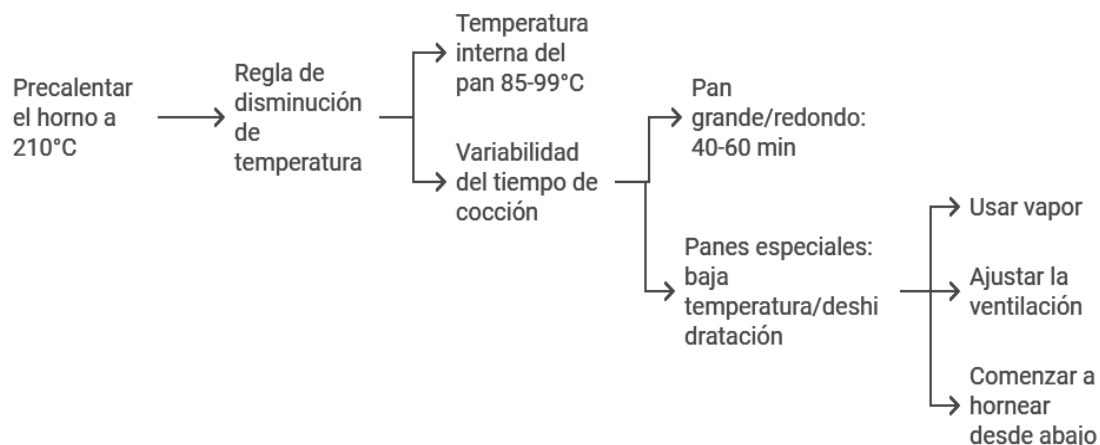 Precalentar
el horno a
210°C
Regla de
disminución
de
temperatura
Temperatura
interna del
pan 85-99°C
Variabilidad
del tiempo de
cocción
Pan
grande/redondo:
40-60 min
Panes especiales:
baja
temperatura/deshi
dratación
Usar vapor
Ajustar la
ventilación
Comenzar a
hornear
desde abajo